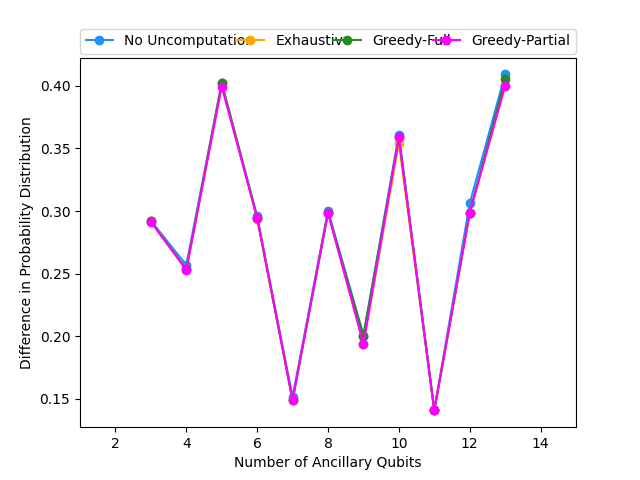 No Uncomputation Exhaustive Greedy-Full Greedy-Partial
Difference in Probability Distribution
0.40
0.35
0.30
0.25
0.20
0.15
2 4 6 8 10 12 14
Number of Ancillary Qubits